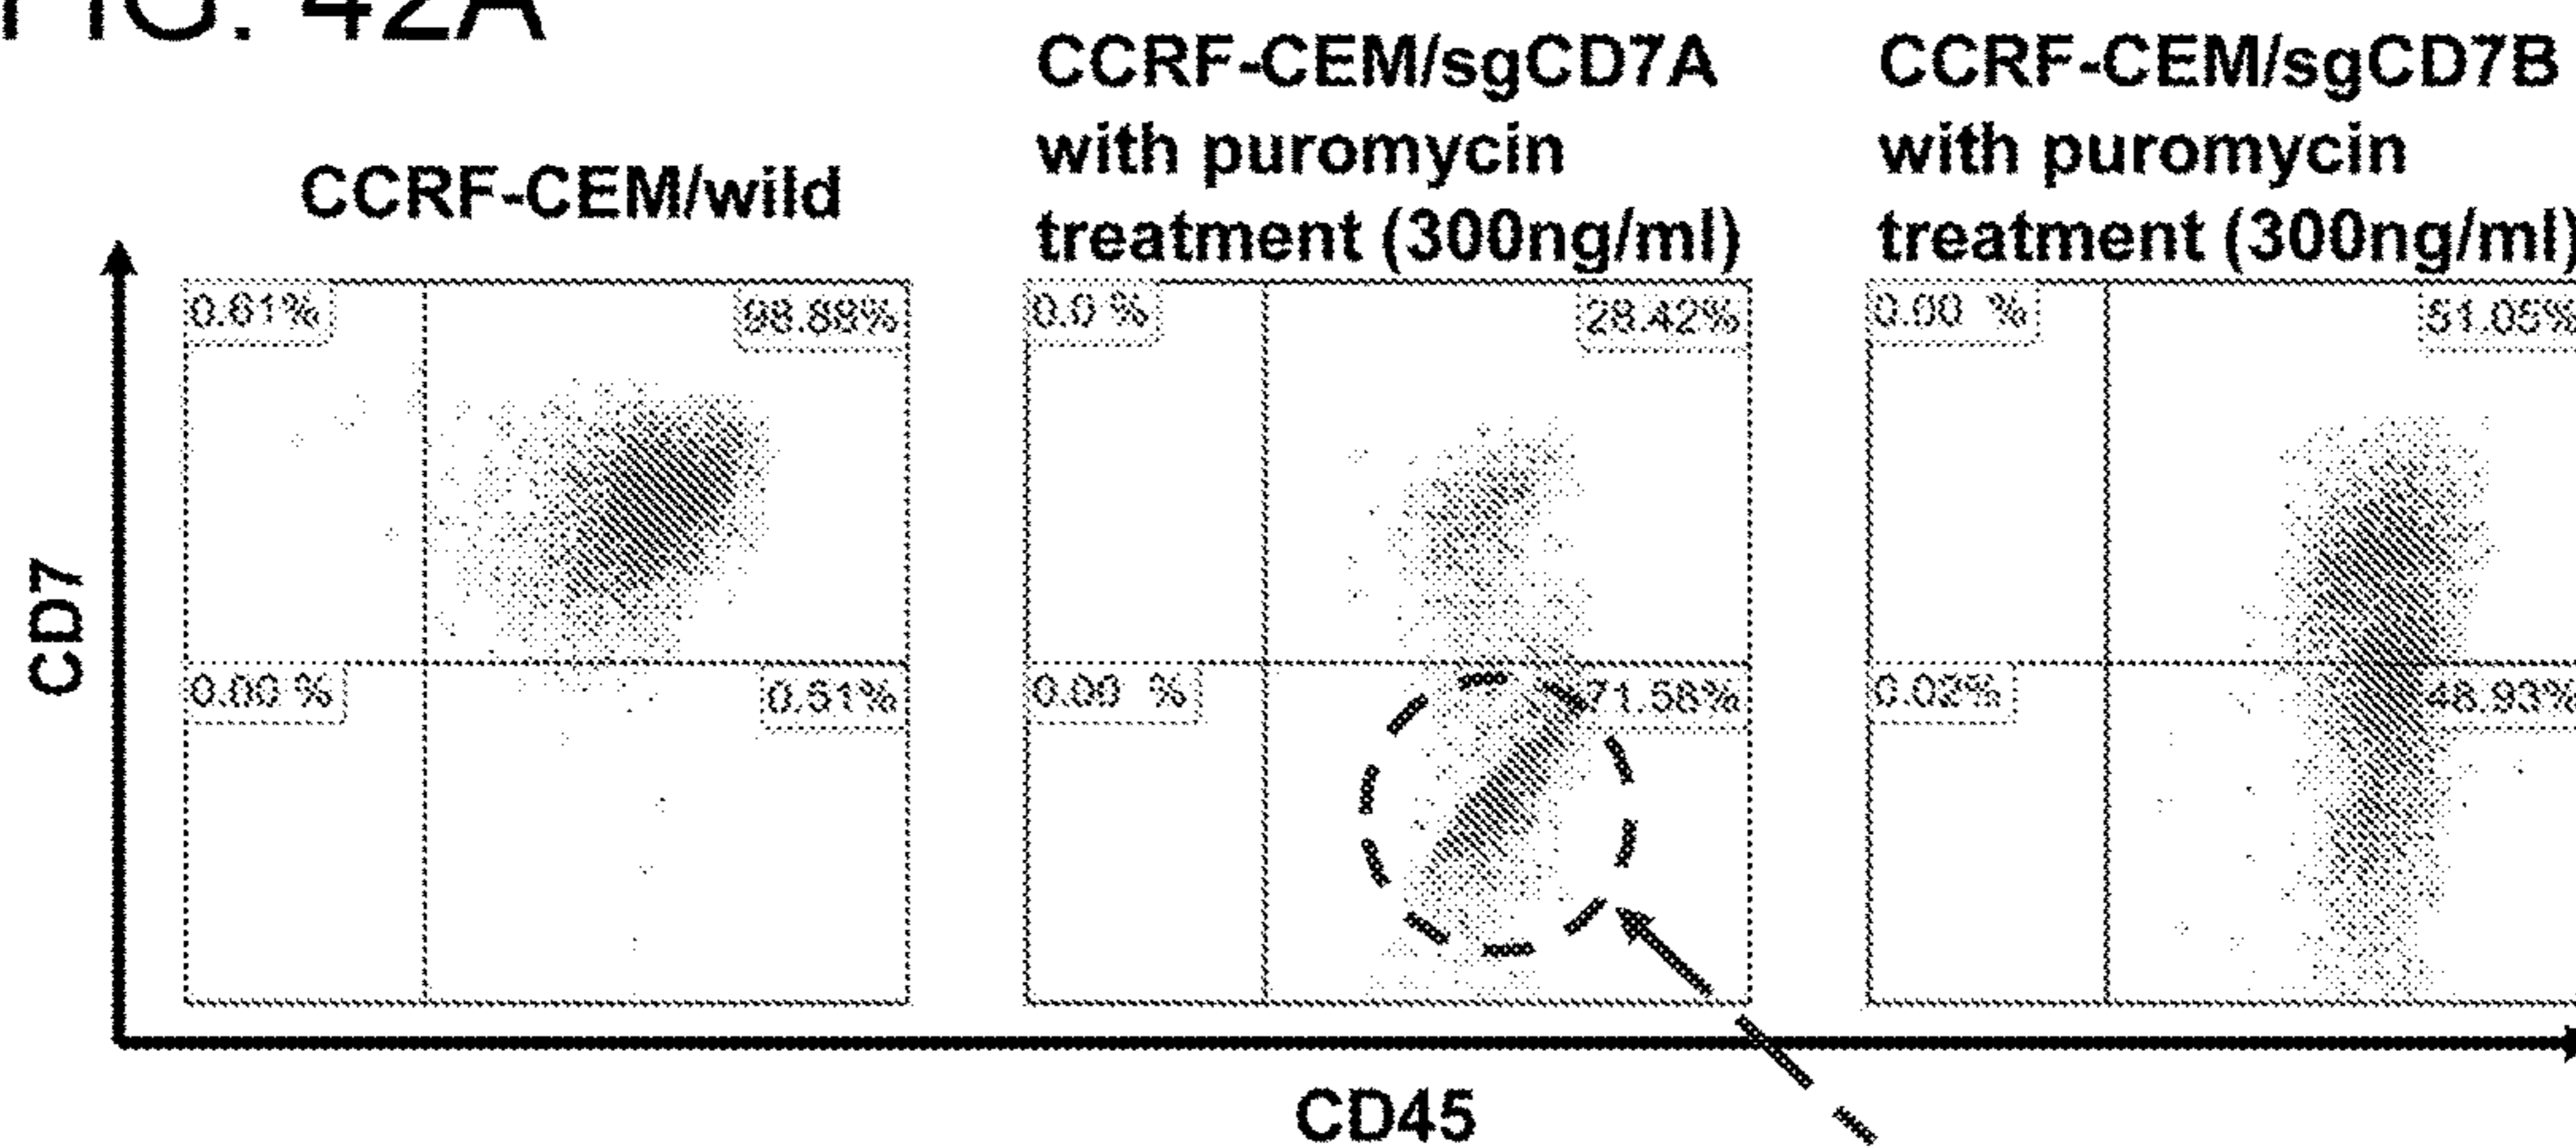 FIG. 42A
CCRF-CEM/wild
CCRF-CEM/sgCD7A
with puromycin
treatment (300ng/ml)
CCRF-CEM/sgCD7B
with puromycin
treatment (300ng/ml)
0.61%
98.88%
0.00 %
0.51%
0.0 %
28.42%
0.00 %
71.58%
0.00 %
51.05%
0.02%
48.93%
CD7
CD45